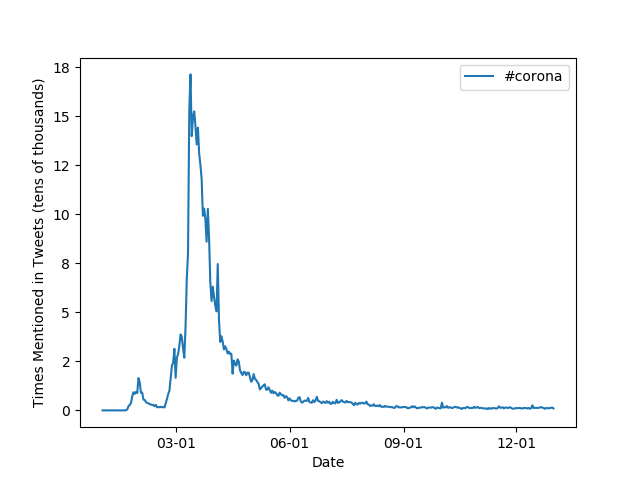 #corona
Times Mentioned in Tweets (tens of thousands)
18
15
12
10
8
5
2
0
03-01 06-01 09-01 12-01
Date